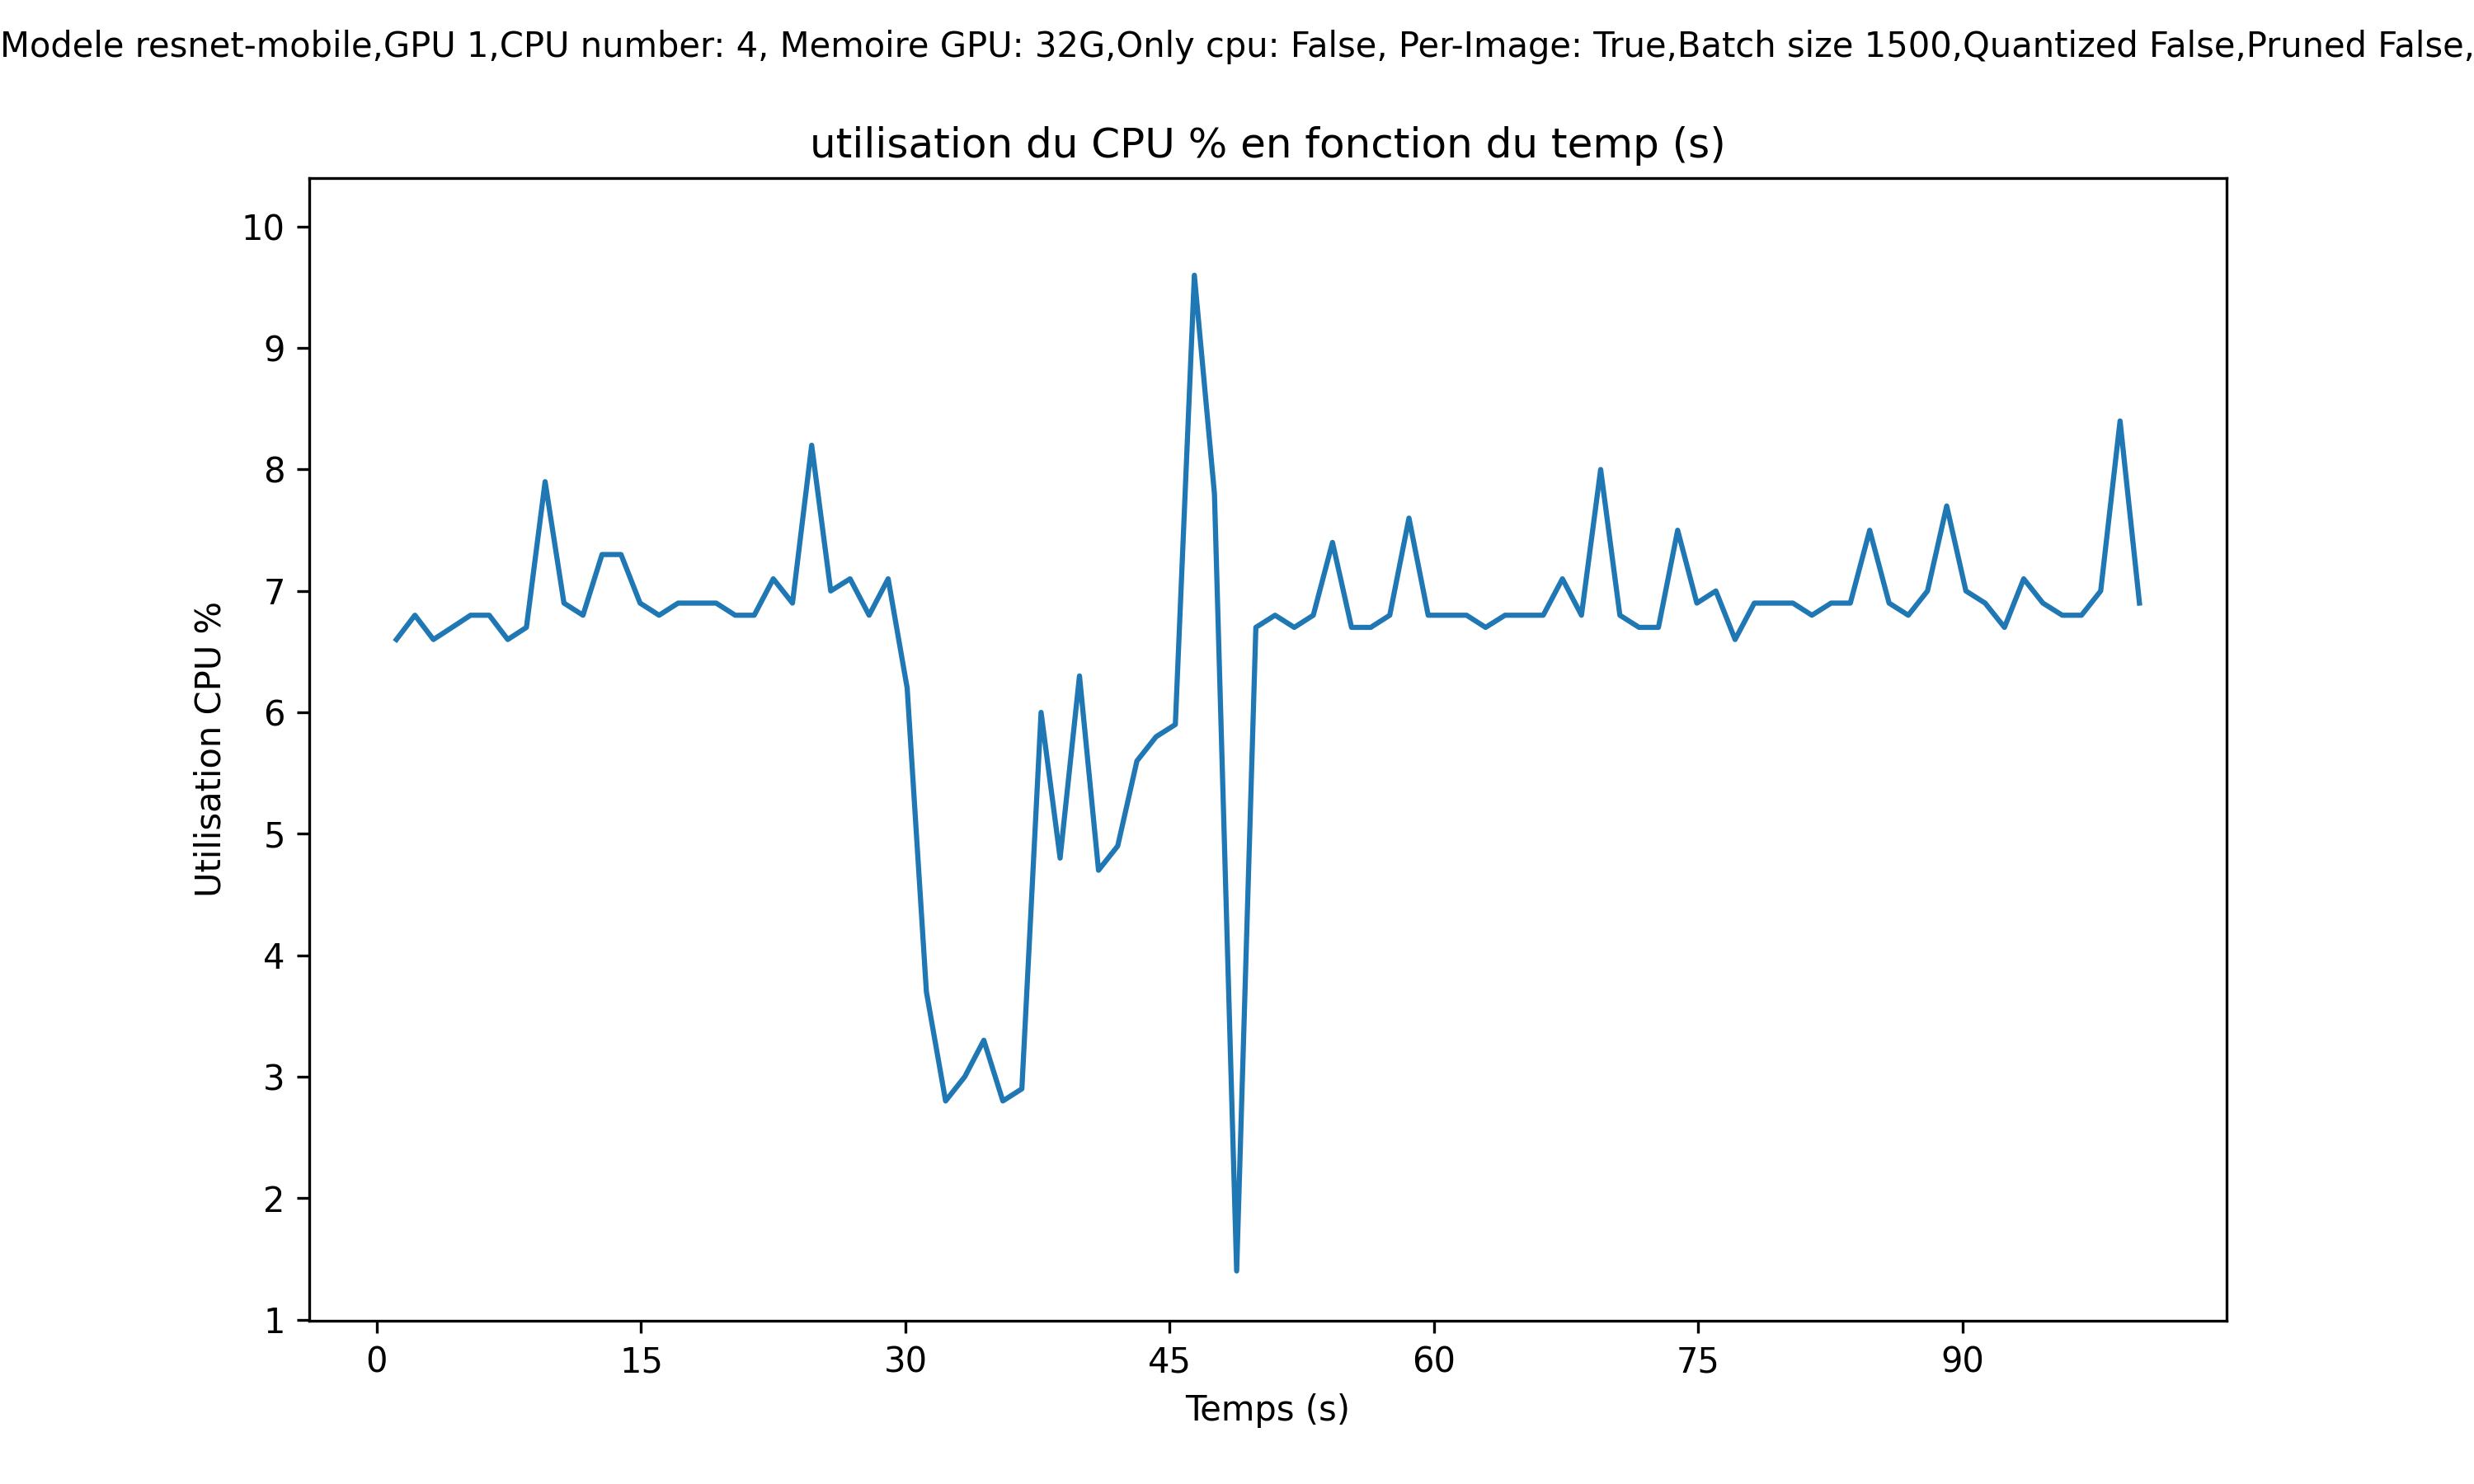 Modele resnet-mobile,GPU 1,CPU number: 4, Memoire GPU: 32G,Only cpu: False, Per-Image: True,Batch size 1500,Quantized False,Pruned False,
utilisation du CPU % en fonction du temp (s)
Utilisation CPU %
10
9
8
7
6
5
4
3
2
1
0 15 30 45 60 75 90
Temps (s)